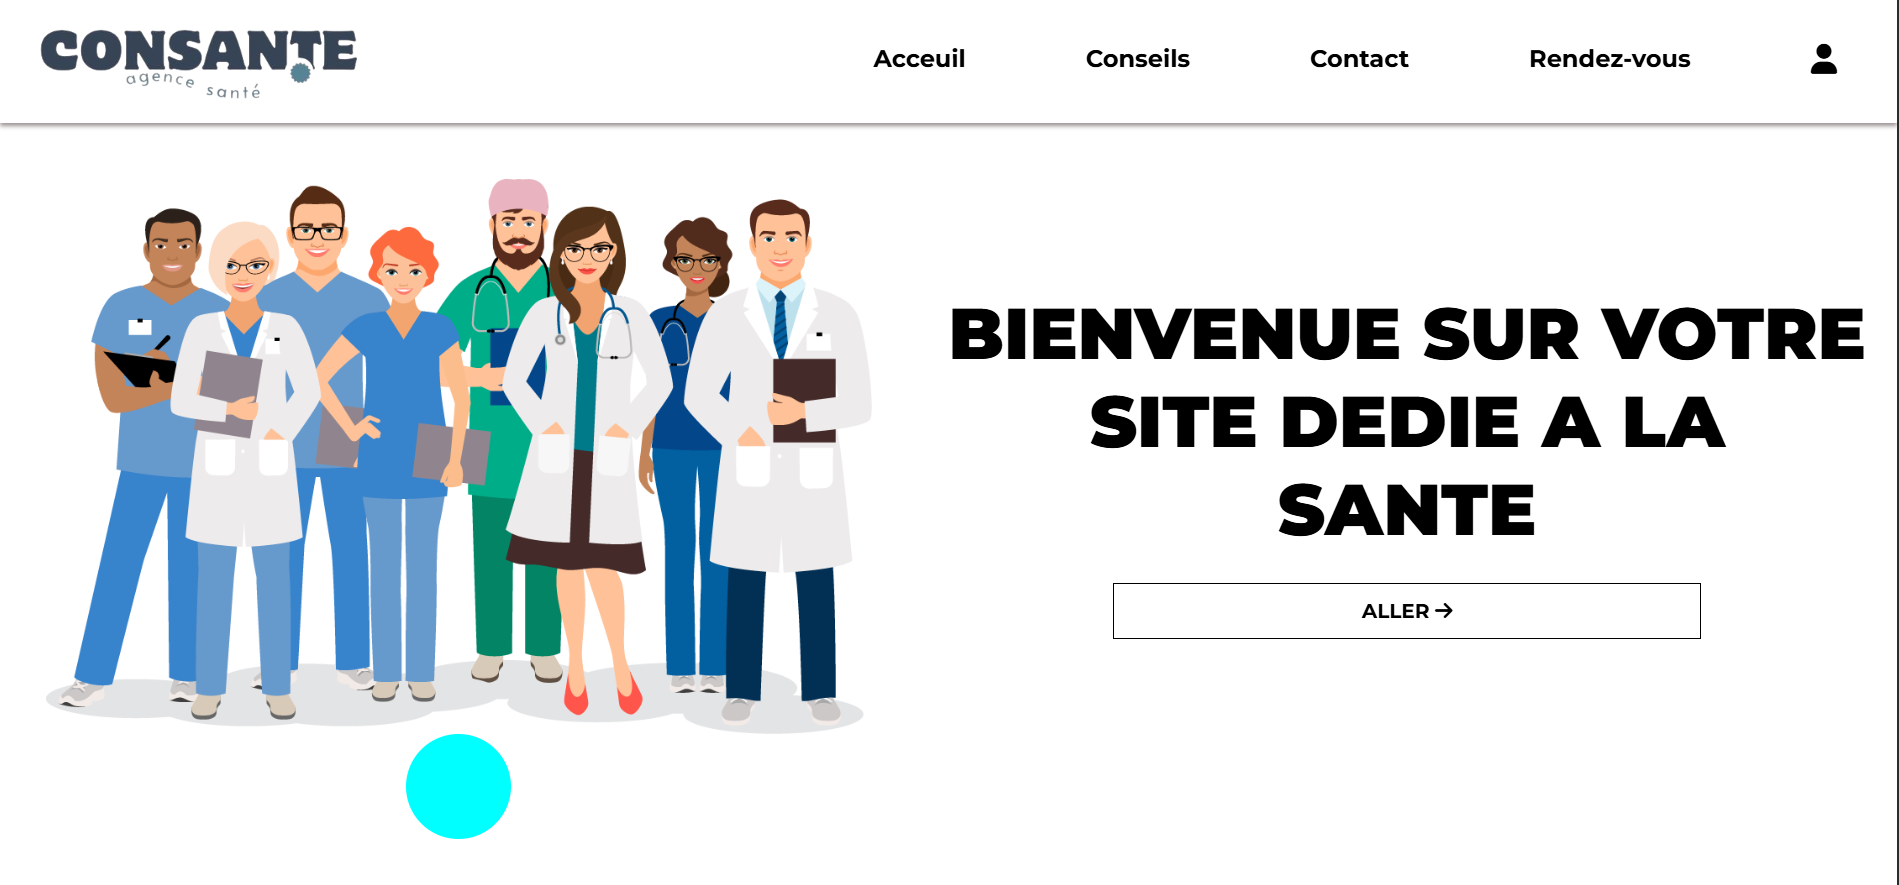 CONSANTE
agence santé
Acceuil
Conseils
Contact
Rendez-vous
BIENVENUE SUR VOTRE
SITE DEDIE A LA
SANTE
ALLER →